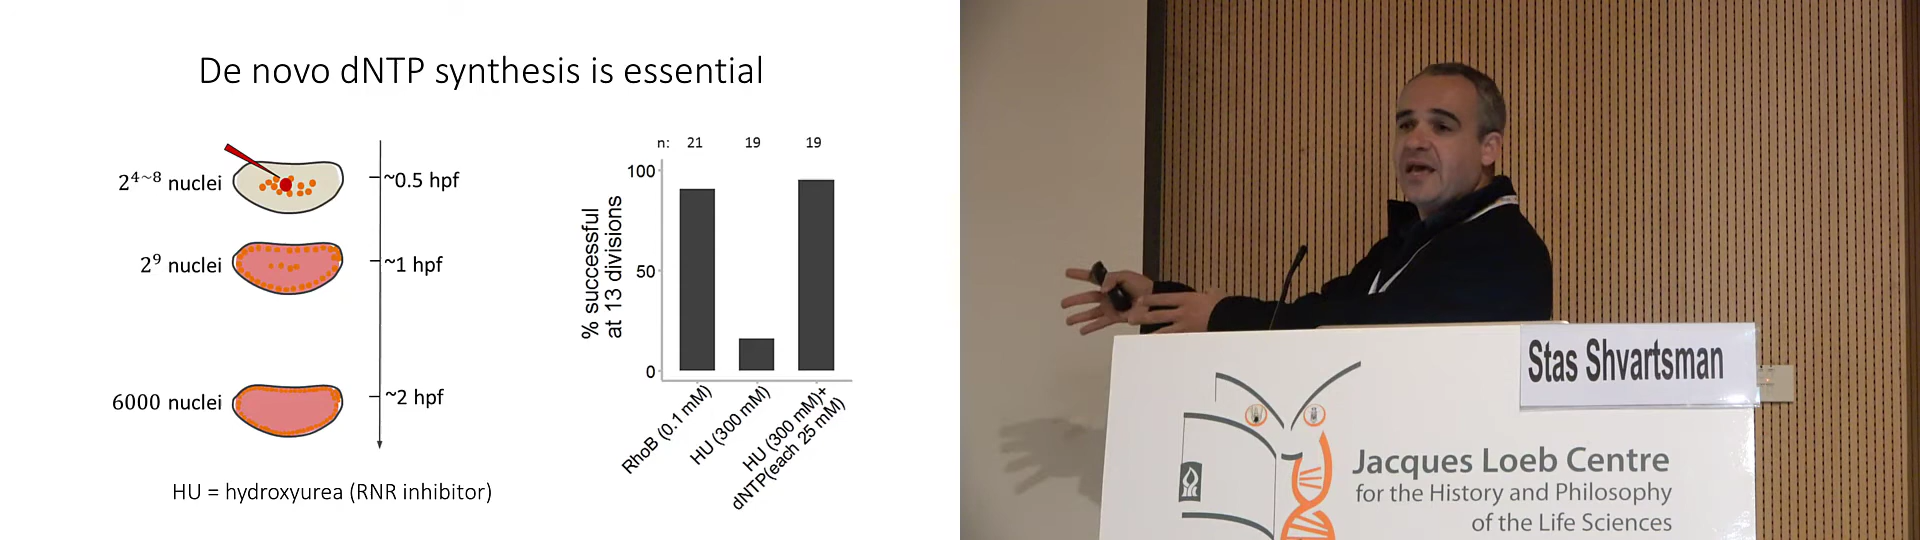 De novo dNTP synthesis is essential
2⁴~⁸ nuclei
~0.5 hpf
2⁹ nuclei
~1 hpf
6000 nuclei
~2 hpf
HU = hydroxyurea (RNR inhibitor)
n: 21 19 19
% successful
at 13 divisions
100
50
0
RhoB (0.1 mM)
HU (300 mM)
HU (300 mM)+
dNTP(each 25 mM)
Stas Shvartsman
Jacques Loeb Centre
for the History and Philosophy
of the Life Sciences